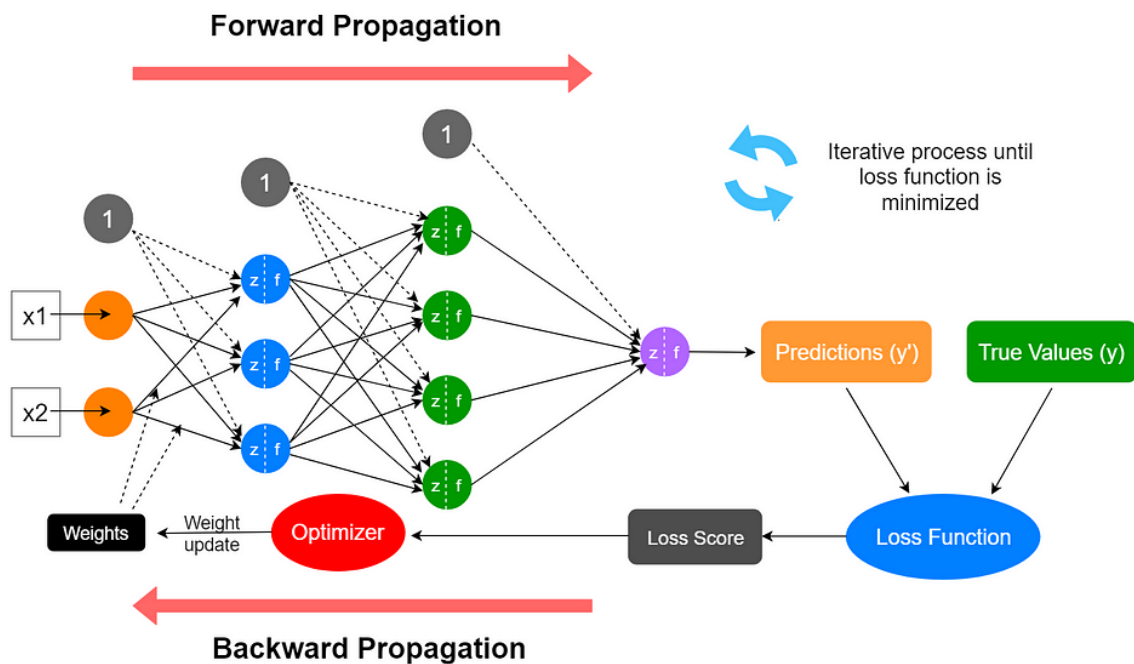 Forward Propagation
1
1
1
Iterative process until
loss function is
minimized
z f
z f
x1
z f
z f
z f
z f
Predictions (y')
True Values (y)
x2
z f
z f
Weights
Weight
update
Optimizer
Loss Score
Loss Function
Backward Propagation